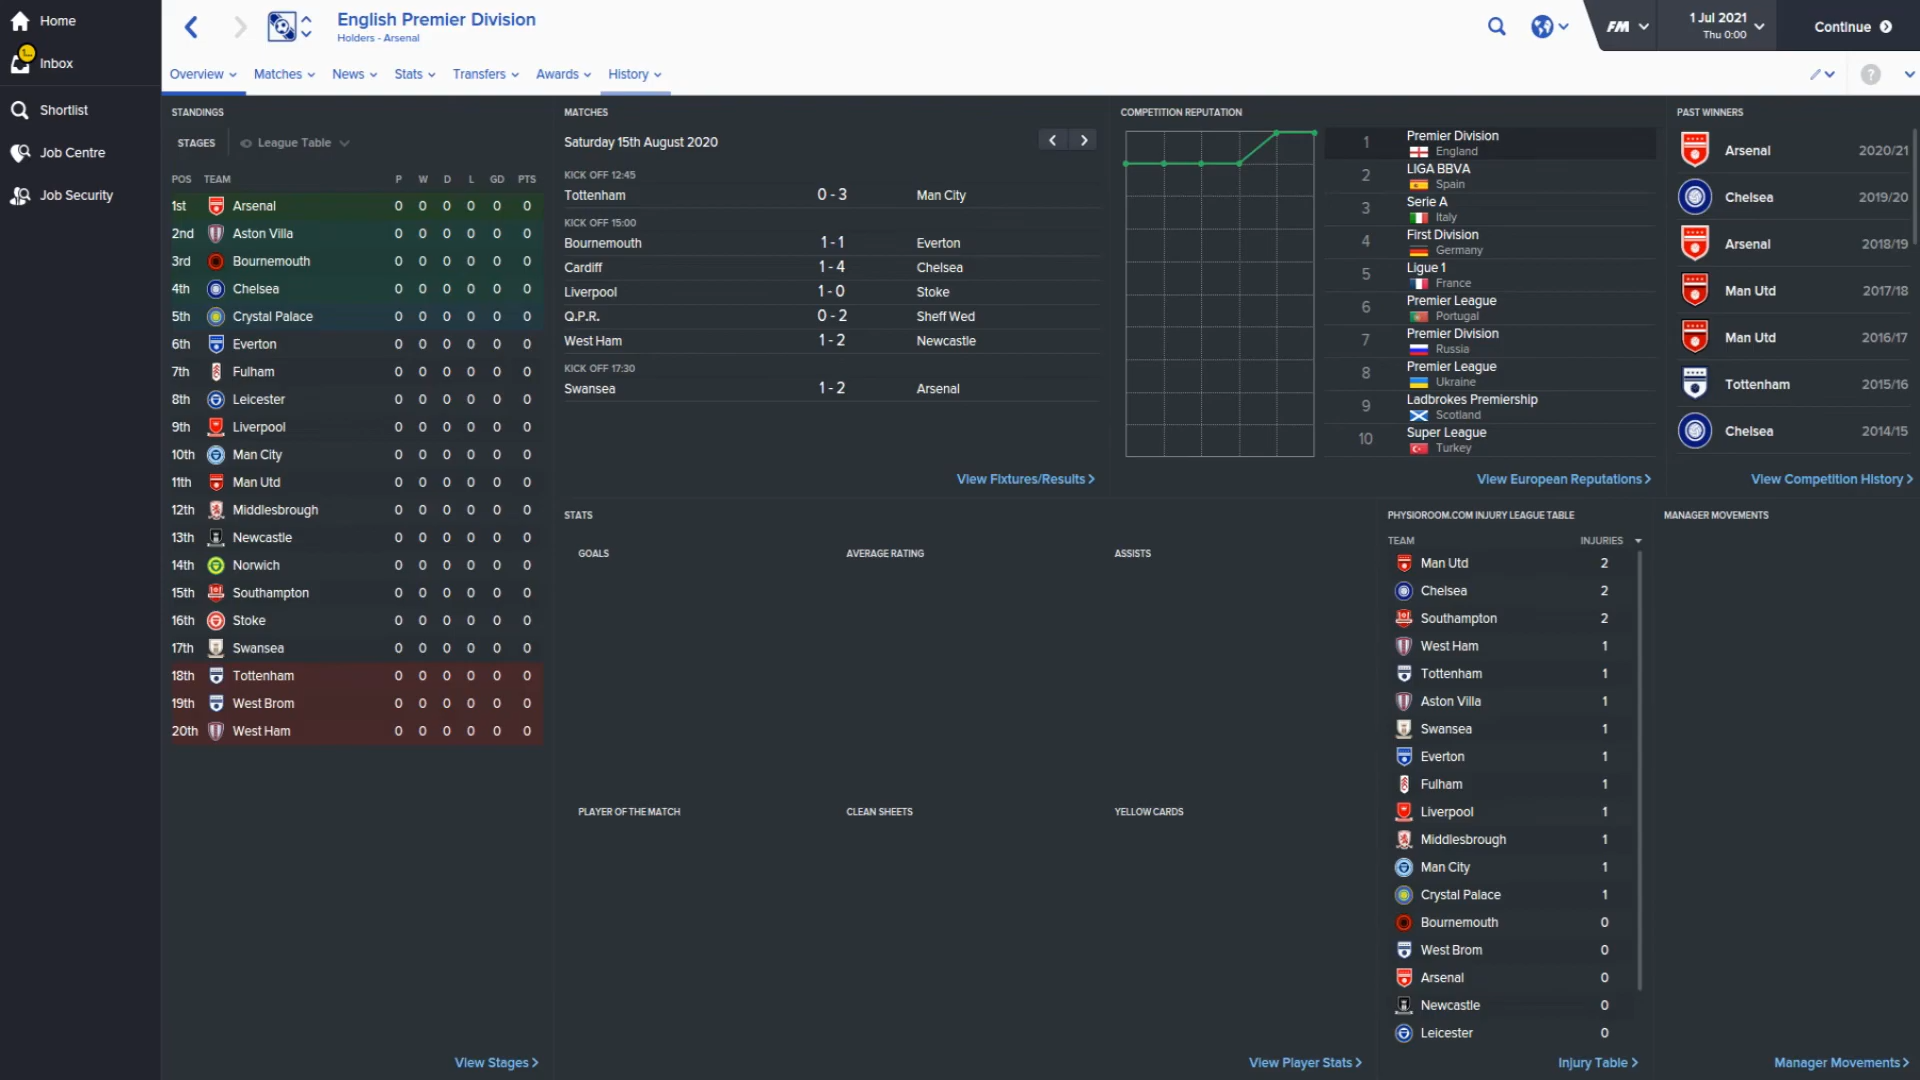 Home
Inbox
Shortlist
Job Centre
Job Security
English Premier Division
Holders - Arsenal
FM
1 Jul 2021
Thu 0:00
Continue
Overview Matches News Stats Transfers Awards History
?
STANDINGS
STAGES League Table
POS TEAM P W D L GD PTS
1st Arsenal 0 0 0 0 0 0
2nd Aston Villa 0 0 0 0 0 0
3rd Bournemouth 0 0 0 0 0 0
4th Chelsea 0 0 0 0 0 0
5th Crystal Palace 0 0 0 0 0 0
6th Everton 0 0 0 0 0 0
7th Fulham 0 0 0 0 0 0
8th Leicester 0 0 0 0 0 0
9th Liverpool 0 0 0 0 0 0
10th Man City 0 0 0 0 0 0
11th Man Utd 0 0 0 0 0 0
12th Middlesbrough 0 0 0 0 0 0
13th Newcastle 0 0 0 0 0 0
14th Norwich 0 0 0 0 0 0
15th Southampton 0 0 0 0 0 0
16th Stoke 0 0 0 0 0 0
17th Swansea 0 0 0 0 0 0
18th Tottenham 0 0 0 0 0 0
19th West Brom 0 0 0 0 0 0
20th West Ham 0 0 0 0 0 0
View Stages
MATCHES
Saturday 15th August 2020
KICK OFF 12:45
Tottenham 0 - 3 Man City
KICK OFF 15:00
Bournemouth 1 - 1 Everton
Cardiff 1 - 4 Chelsea
Liverpool 1 - 0 Stoke
Q.P.R. 0 - 2 Sheff Wed
West Ham 1 - 2 Newcastle
KICK OFF 17:30
Swansea 1 - 2 Arsenal
View Fixtures/Results
COMPETITION REPUTATION
1 Premier Division
England
2 LIGA BBVA
Spain
3 Serie A
Italy
4 First Division
Germany
5 Ligue 1
France
6 Premier League
Portugal
7 Premier Division
Russia
8 Premier League
Ukraine
9 Ladbrokes Premiership
Scotland
10 Super League
Turkey
View European Reputations
PAST WINNERS
Arsenal 2020/21
Chelsea 2019/20
Arsenal 2018/19
Man Utd 2017/18
Man Utd 2016/17
Tottenham 2015/16
Chelsea 2014/15
View Competition History
STATS
GOALS AVERAGE RATING ASSISTS
PLAYER OF THE MATCH CLEAN SHEETS YELLOW CARDS
View Player Stats
PHYSIOROOM.COM INJURY LEAGUE TABLE
TEAM INJURIES
Man Utd 2
Chelsea 2
Southampton 2
West Ham 1
Tottenham 1
Aston Villa 1
Swansea 1
Everton 1
Fulham 1
Liverpool 1
Middlesbrough 1
Man City 1
Crystal Palace 1
Bournemouth 0
West Brom 0
Arsenal 0
Newcastle 0
Leicester 0
Injury Table
MANAGER MOVEMENTS
Manager Movements